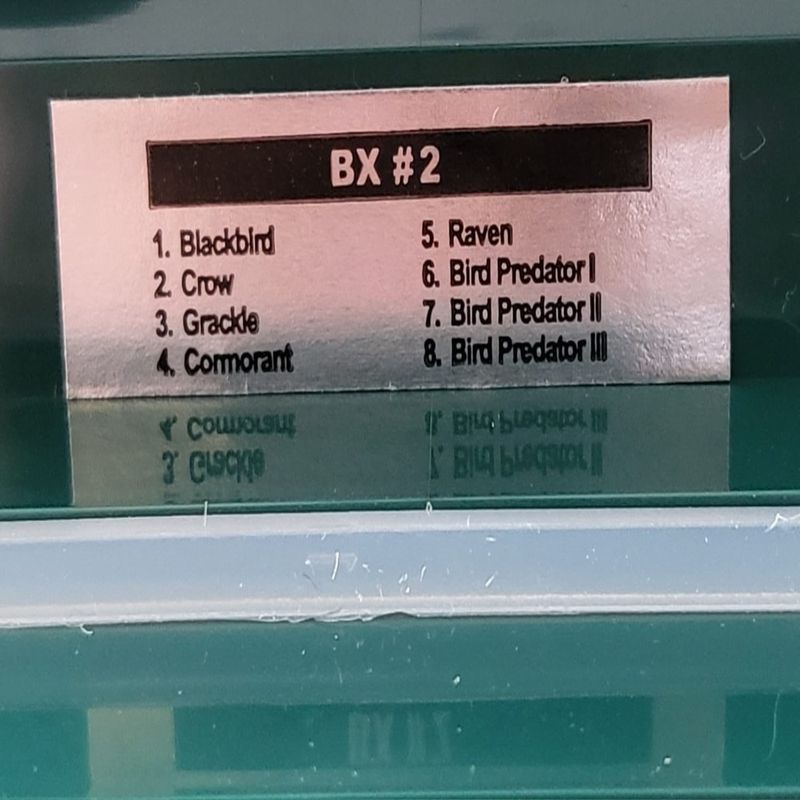 BX #2
1. Blackbird
2. Crow
3. Grackle
4. Cormorant
5. Raven
6. Bird Predator I
7. Bird Predator II
8. Bird Predator III